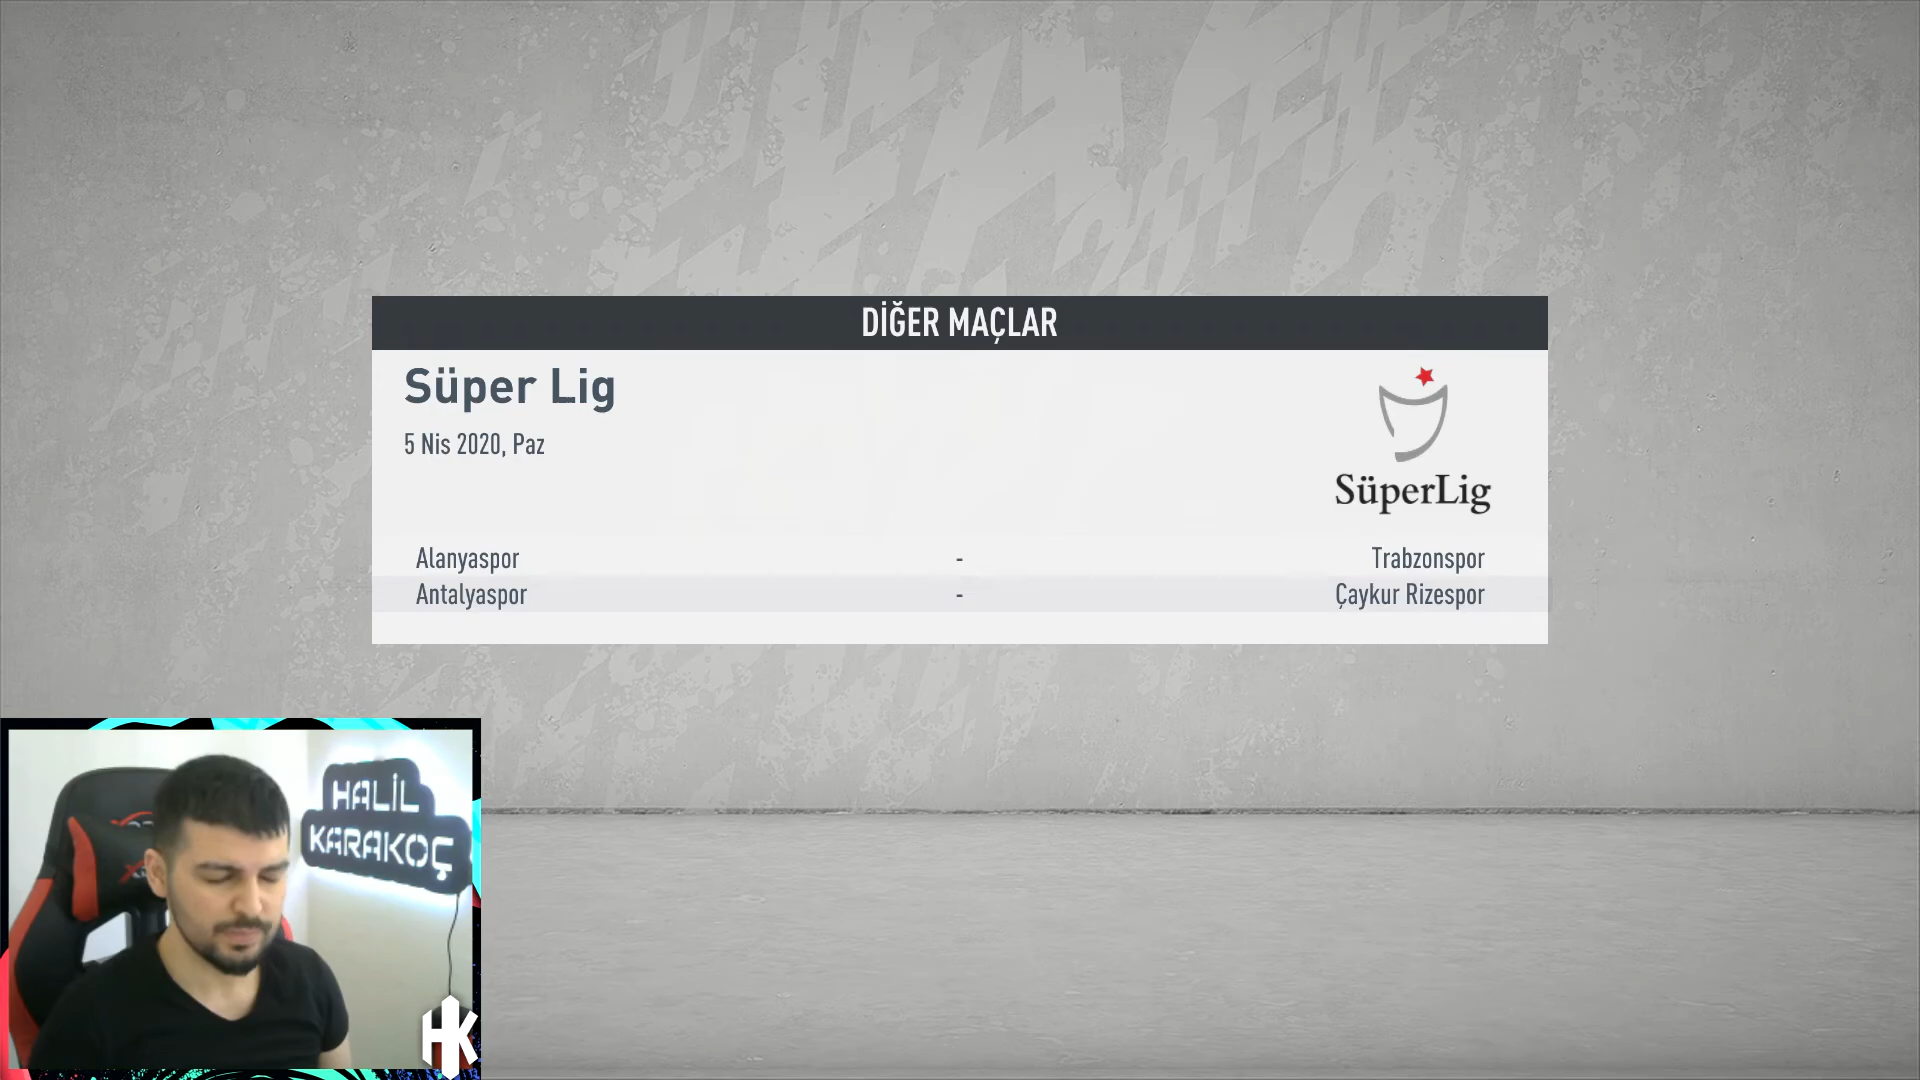 DİĞER MAÇLAR
Süper Lig
5 Nis 2020, Paz
SüperLig
Alanyaspor - Trabzonspor
Antalyaspor - Çaykur Rizespor
HALİL
KARAKOÇ
HK